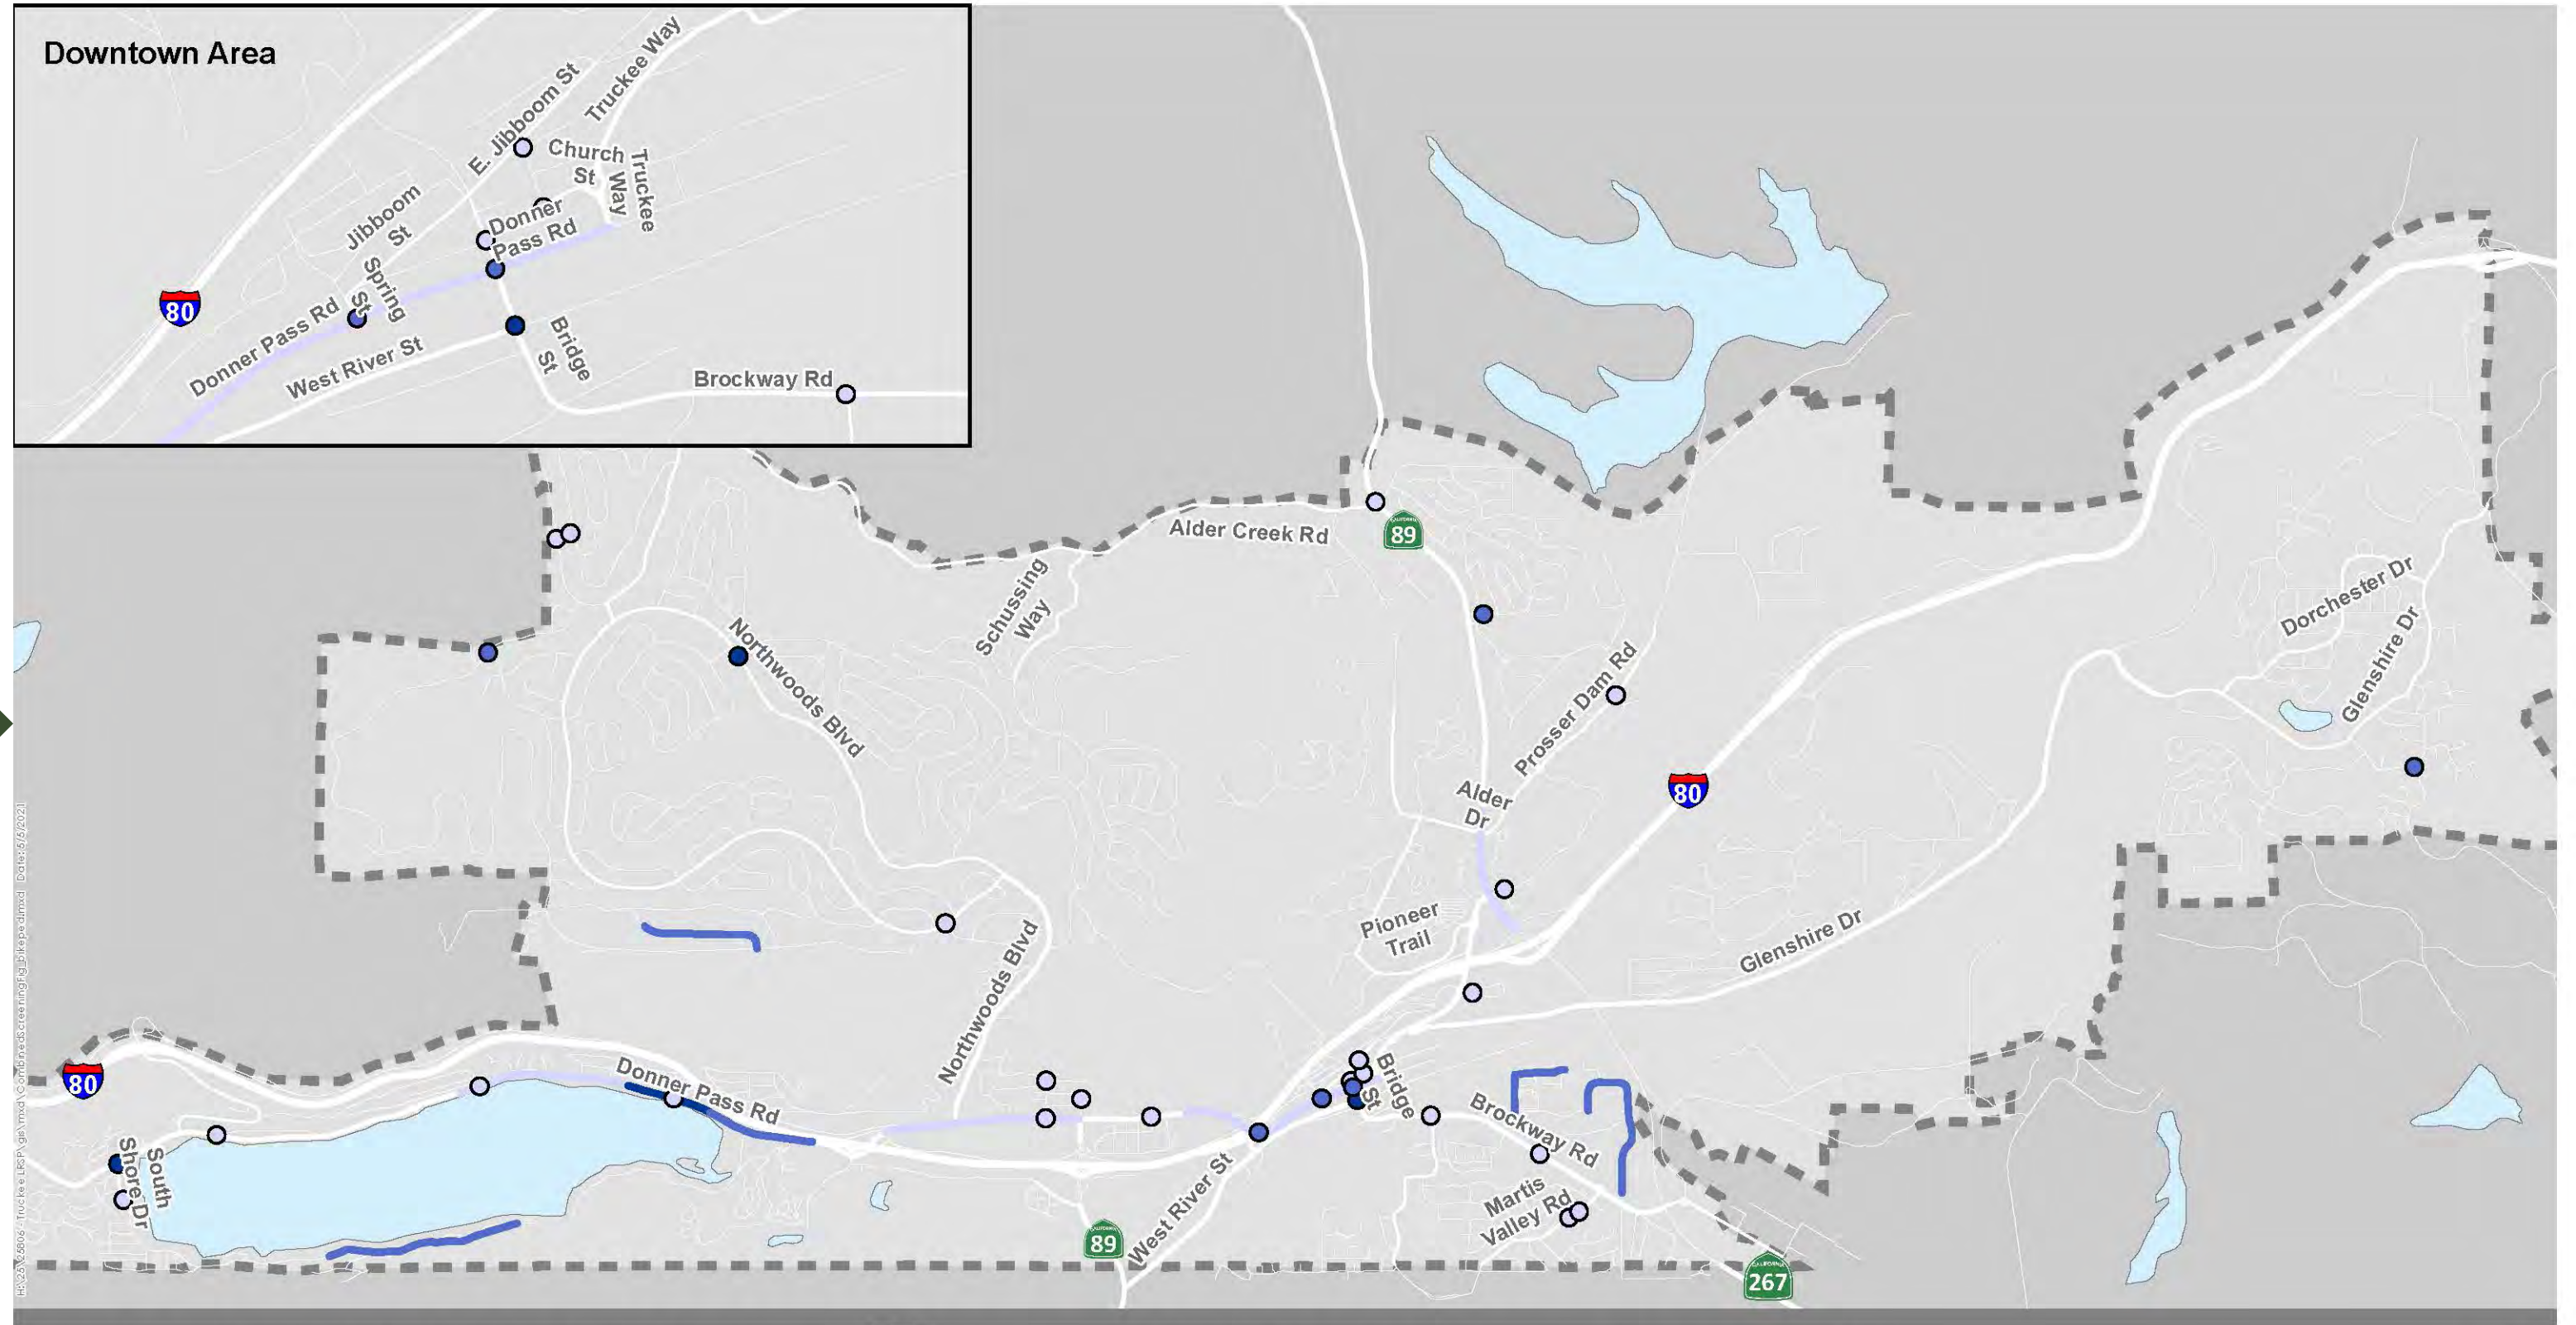 Downtown Area
Truckee Way
E. Jibboom St
Church
St
Truckee
Way
Jibboom
St
Donner
Pass Rd
Spring
St
80
Donner Pass Rd
West River St
Bridge
St
Brockway Rd
Alder Creek Rd
CALIFORNIA
89
Schussing
Way
Northwoods Blvd
Dorchester Dr
Glenshire Dr
Prosser Dam Rd
Alder
Dr
80
Pioneer
Trail
Glenshire Dr
Northwoods Blvd
80
Donner Pass Rd
Bridge
St
Brockway Rd
South
Shore Dr
West River St
Martis
Valley Rd
CALIFORNIA
89
CALIFORNIA
267